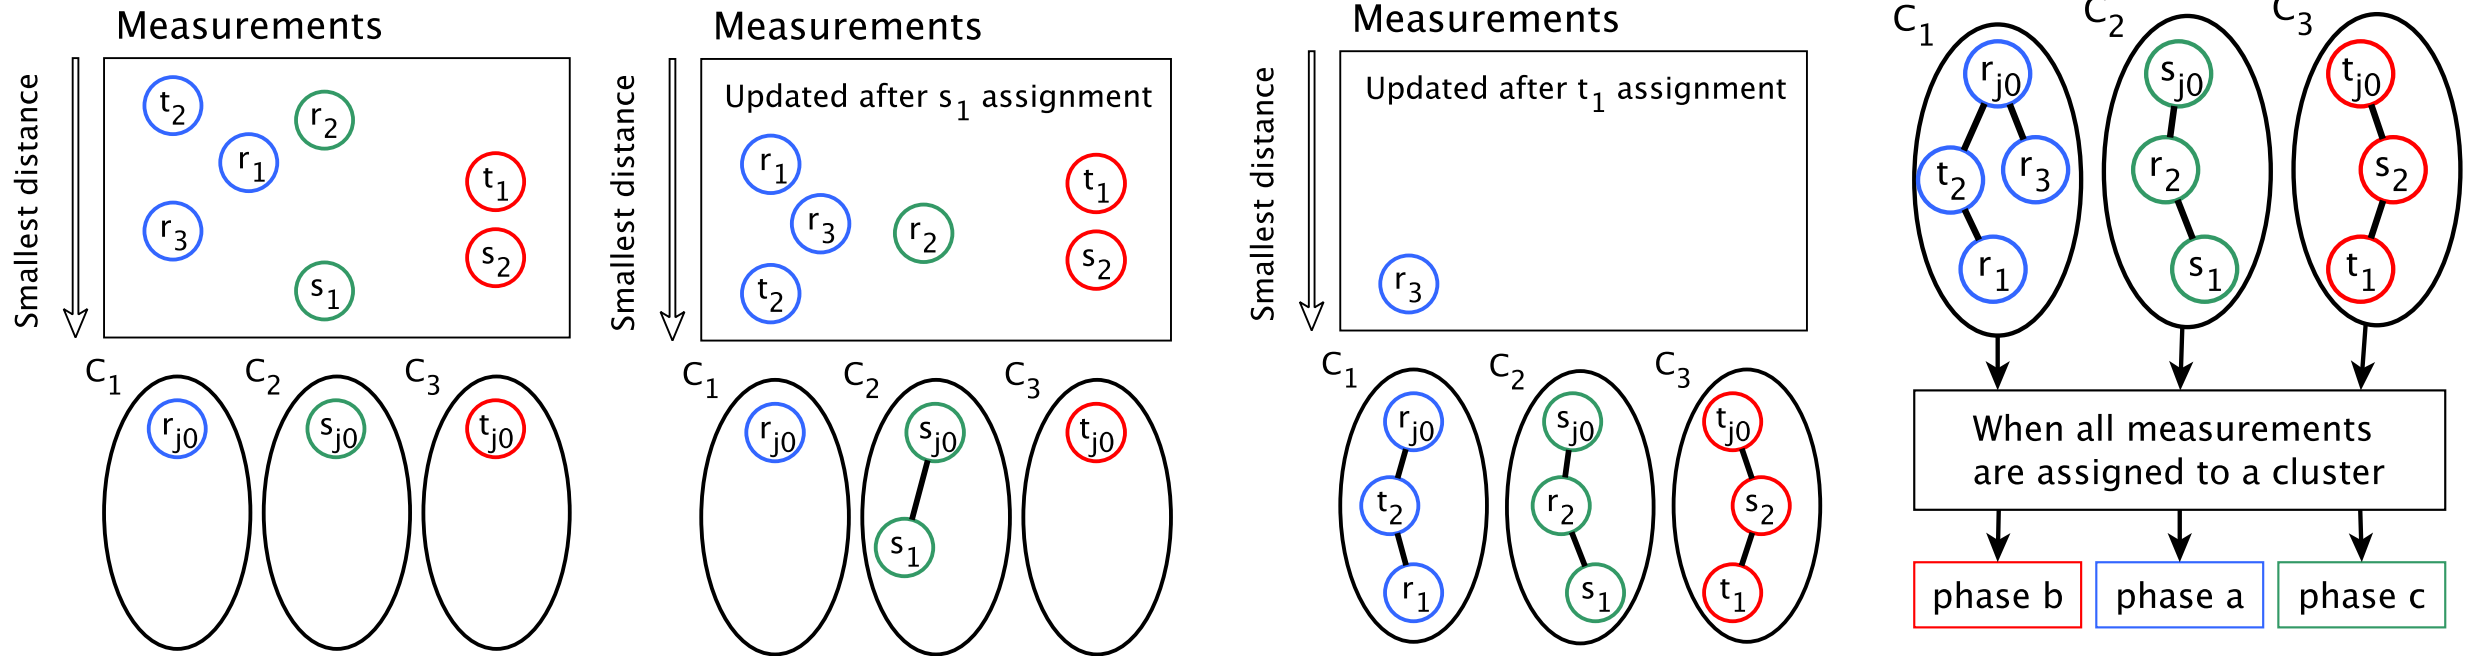 Measurements
Smallest distance
t2
r2
r1
t1
r3
s2
s1
C1
C2
C3
rj0
sj0
tj0
Measurements
Smallest distance
Updated after s1 assignment
r1
t1
r3
r2
s2
t2
C1
C2
C3
rj0
sj0
tj0
s1
Measurements
Smallest distance
Updated after t1 assignment
r3
C1
C2
C3
rj0
sj0
tj0
t2
r2
s2
r1
s1
t1
C1
C2
C3
rj0
sj0
tj0
t2
r3
r2
s2
r1
s1
t1
When all measurements
are assigned to a cluster
phase b
phase a
phase c